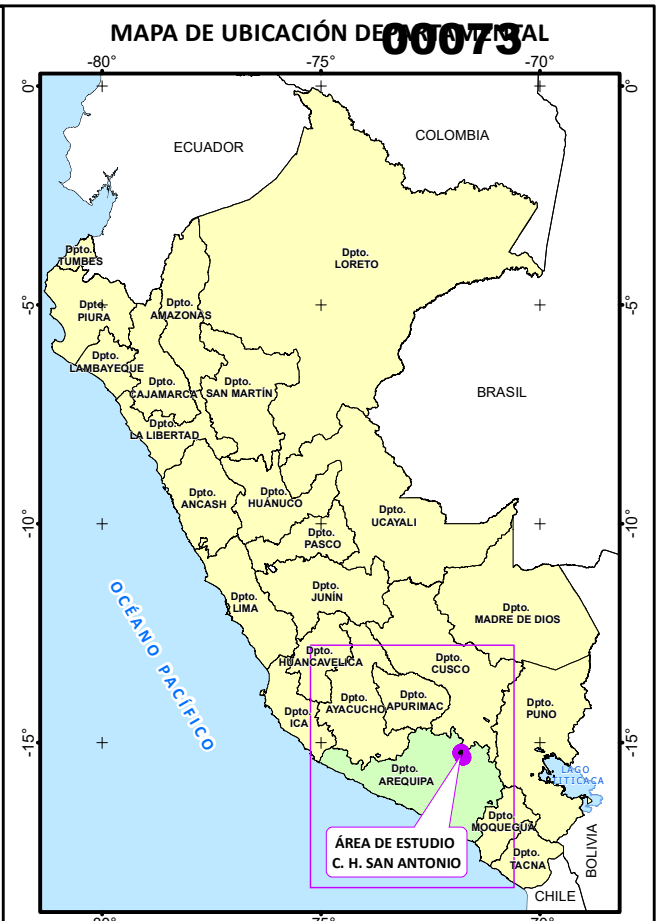 MAPA DE UBICACIÓN DEPARTAMENTAL
00073
-80° -75° -70°
0° 0°
ECUADOR
COLOMBIA
Dpto.
TUMBES
Dpto.
LORETO
-5° -5°
Dpto.
PIURA
Dpto.
AMAZONAS
Dpto.
LAMBAYEQUE
Dpto.
CAJAMARCA
Dpto.
SAN MARTÍN
BRASIL
Dpto.
LA LIBERTAD
Dpto.
ANCASH
Dpto.
HUÁNUCO
Dpto.
UCAYALI
-10° -10°
Dpto.
PASCO
Dpto.
LIMA
Dpto.
JUNÍN
Dpto.
MADRE DE DIOS
OCÉANO PACÍFICO
Dpto.
HUANCAVELICA
Dpto.
CUSCO
Dpto.
AYACUCHO
Dpto.
APURIMAC
Dpto.
ICA
Dpto.
PUNO
-15° -15°
Dpto.
AREQUIPA
LAGO
TITICACA
Dpto.
MOQUEGUA
ÁREA DE ESTUDIO
C. H. SAN ANTONIO
Dpto.
TACNA
BOLIVIA
CHILE
-80° -75° -70°